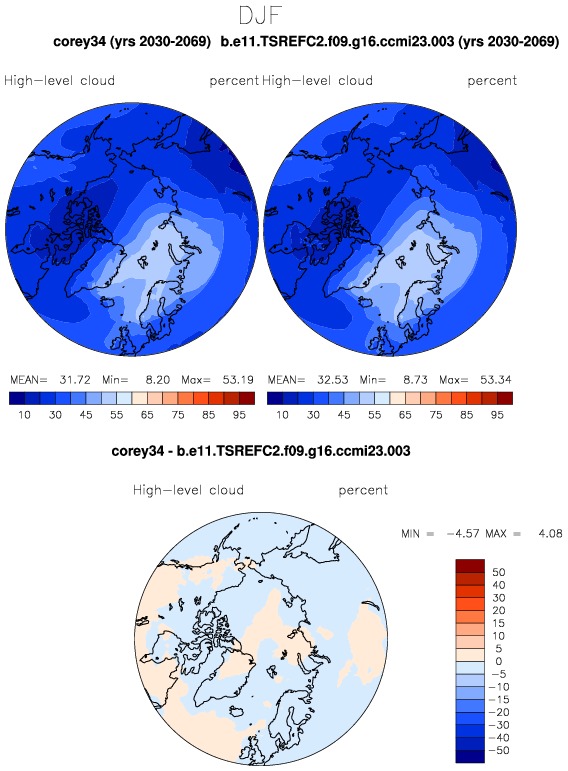 DJF
corey34 (yrs 2030-2069) b.e11.TSREFC2.f09.g16.ccmi23.003 (yrs 2030-2069)
High-level cloud percent High-level cloud percent
MEAN= 31.72 Min= 8.20 Max= 53.19 MEAN= 32.53 Min= 8.73 Max= 53.34
10 30 45 55 65 75 85 95 10 30 45 55 65 75 85 95
corey34 - b.e11.TSREFC2.f09.g16.ccmi23.003
High-level cloud percent
MIN = -4.57 MAX = 4.08
50
40
30
20
15
10
5
0
-5
-10
-15
-20
-30
-40
-50